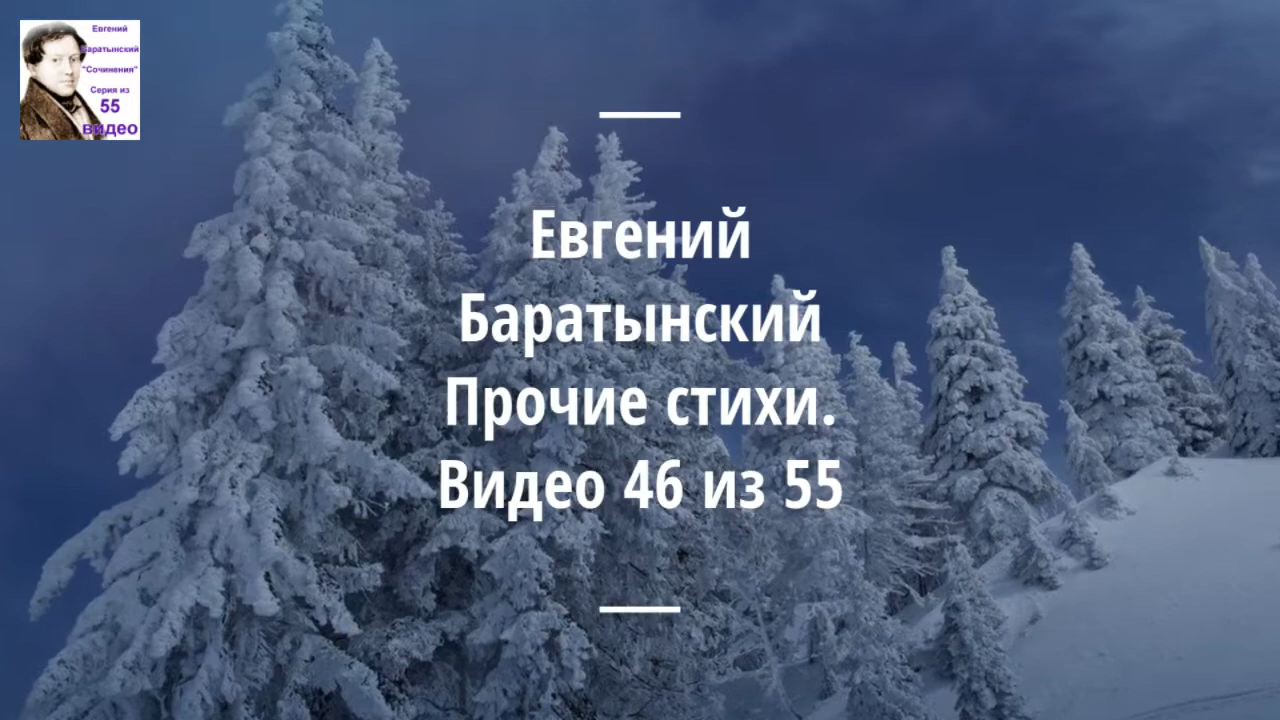 Евгений
Баратынский
"Сочинения"
Серия из
55
видео
Евгений
Баратынский
Прочие стихи.
Видео 46 из 55